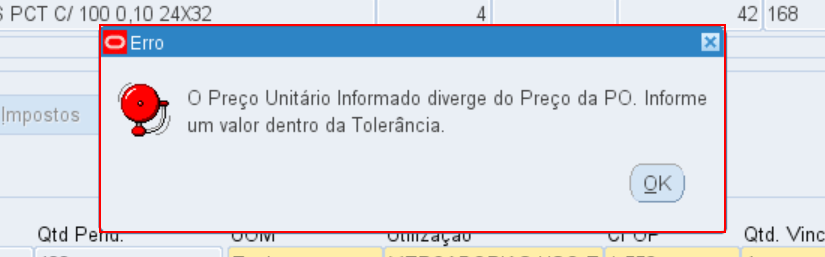 PCT C/ 100 0,10 24X32 4 42 168
Erro
O Preço Unitário Informado diverge do Preço da PO. Informe
um valor dentro da Tolerância.
Impostos
OK
Qtd Pend. UOM Utilização CFOP Qtd. Vinc